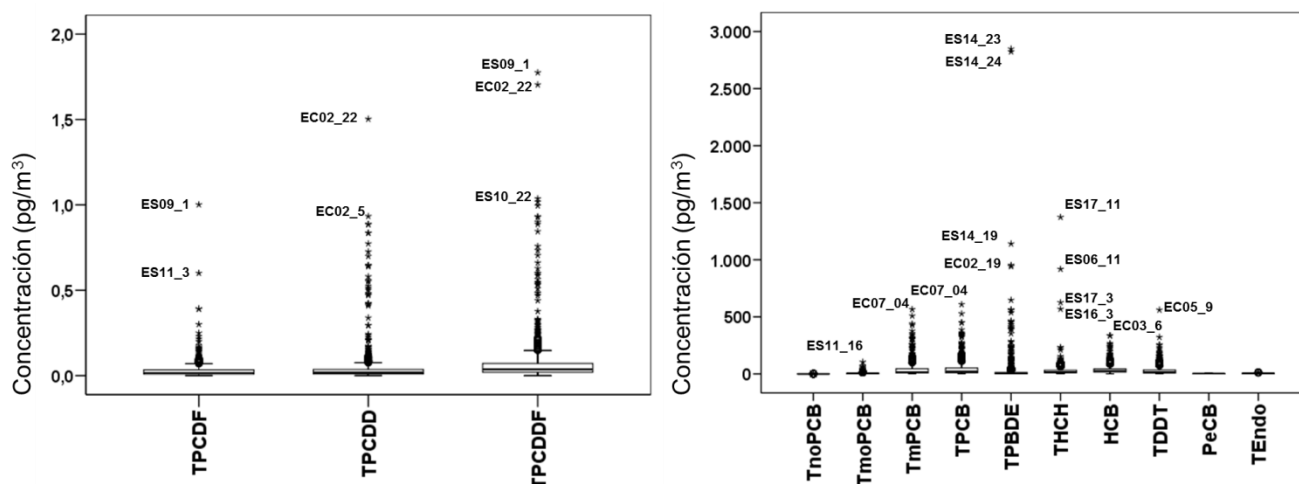 Concentración (pg/m³)
2,0
1,5
1,0
0,5
0,0
ES09_1
EC02_22
EC02_22
ES10_22
ES09_1
EC02_5
ES11_3
TPCDF
TPCDD
TPCDDF
Concentración (pg/m³)
3.000
2.500
2.000
1.500
1.000
500
0
ES14_23
ES14_24
ES17_11
ES14_19
EC02_19
ES06_11
EC07_04
EC07_04
ES17_3
ES16_3
EC05_9
EC03_6
ES11_16
TnoPCB
TmoPCB
TmPCB
TPCB
TPBDE
THCH
HCB
TDDT
PeCB
TEndo